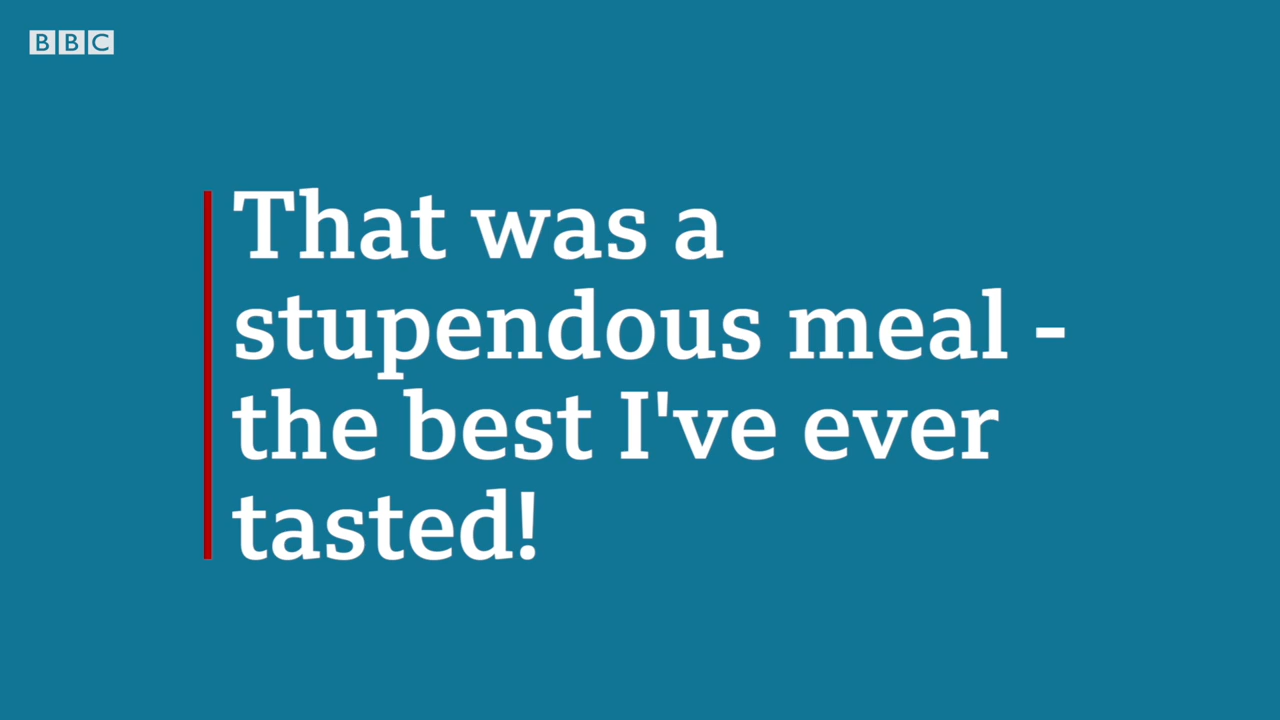 BBC
That was a
stupendous meal -
the best I've ever
tasted!